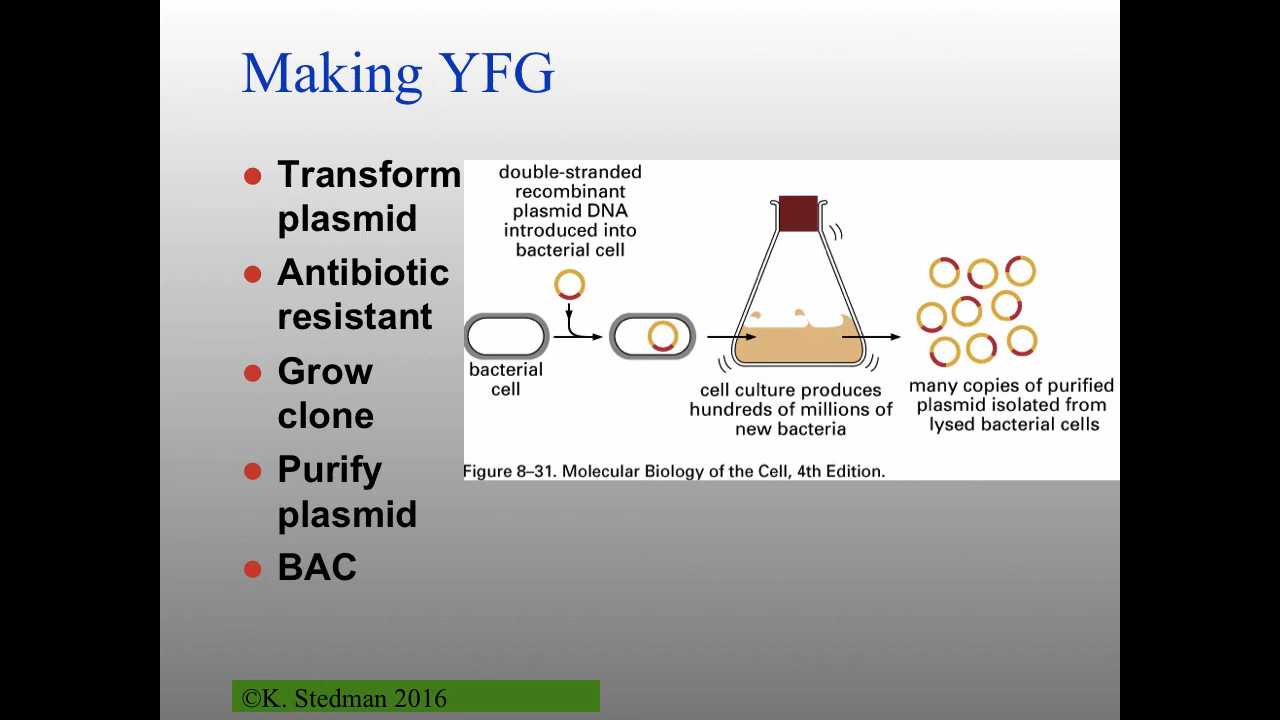 Making YFG
Transform
plasmid
Antibiotic
resistant
Grow
clone
Purify
plasmid
BAC
double-stranded
recombinant
plasmid DNA
introduced into
bacterial cell
bacterial
cell
cell culture produces
hundreds of millions of
new bacteria
many copies of purified
plasmid isolated from
lysed bacterial cells
Figure 8–31. Molecular Biology of the Cell, 4th Edition.
©K. Stedman 2016